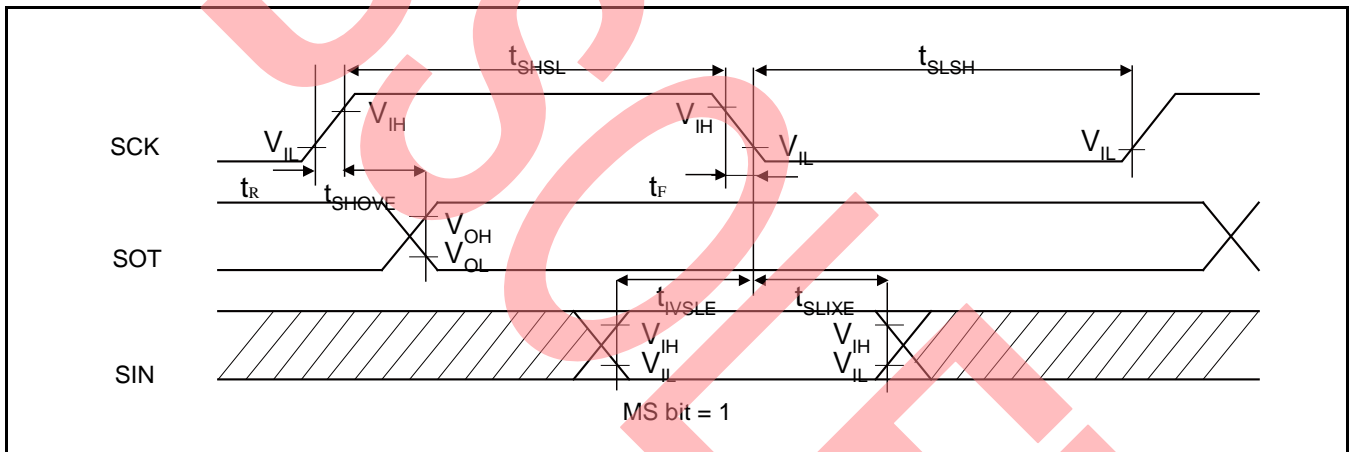 tSHSL
tSLSH
SCK
VIL
VIH
VIH
VIL
VIL
tR
tSHOVE
tF
SOT
VOH
VOL
tIVSLE
tSLIXE
SIN
VIH
VIL
VIH
VIL
MS bit = 1